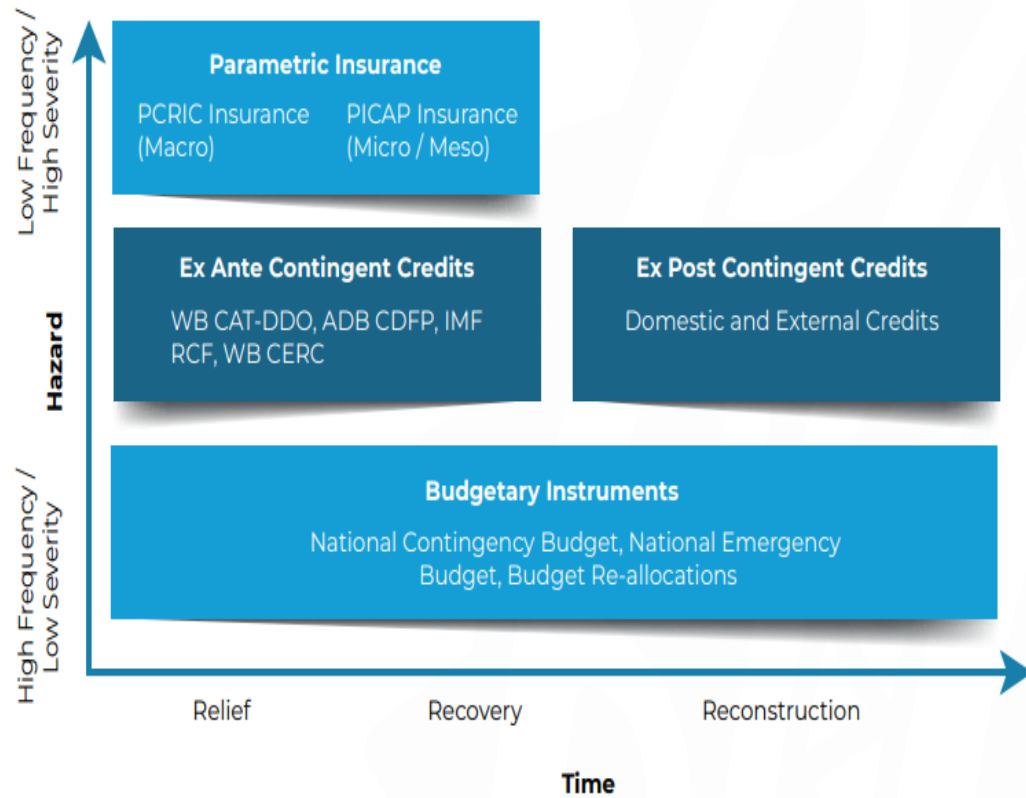 Low Frequency /
High Severity
Hazard
High Frequency /
Low Severity
Parametric Insurance
PCRIC Insurance
(Macro)
PICAP Insurance
(Micro / Meso)
Ex Ante Contingent Credits
WB CAT-DDO, ADB CDFP, IMF
RCF, WB CERC
Ex Post Contingent Credits
Domestic and External Credits
Budgetary Instruments
National Contingency Budget, National Emergency
Budget, Budget Re-allocations
Relief
Recovery
Reconstruction
Time